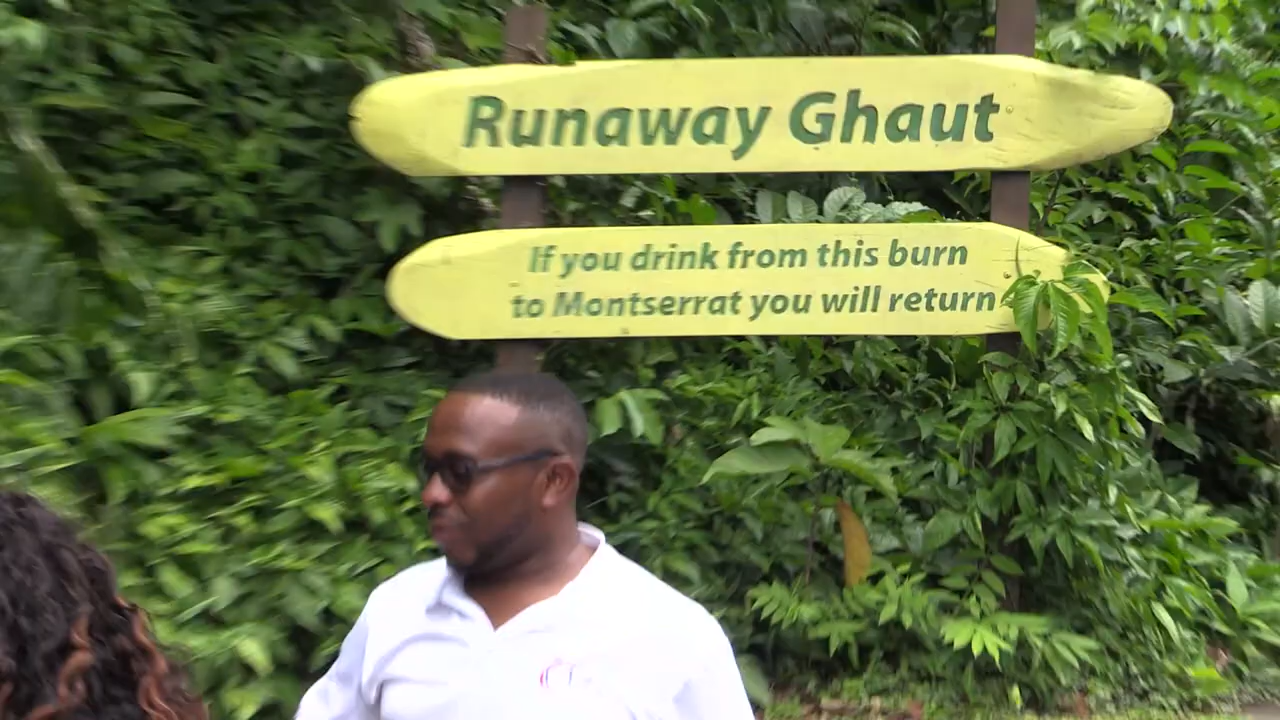 Runaway Ghaut
If you drink from this burn
to Montserrat you will return